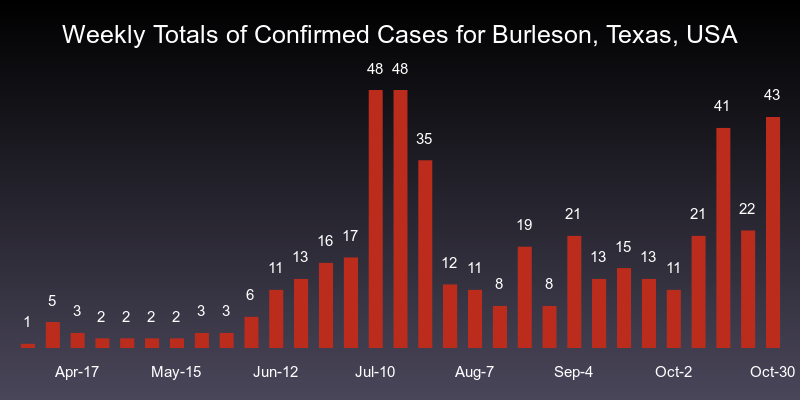 Weekly Totals of Confirmed Cases for Burleson, Texas, USA
1 5 3 2 2 2 2 3 3 6 11 13 16 17 48 48 35 12 11 8 19 8 21 13 15 13 11 21 41 22 43
Apr-17 May-15 Jun-12 Jul-10 Aug-7 Sep-4 Oct-2 Oct-30